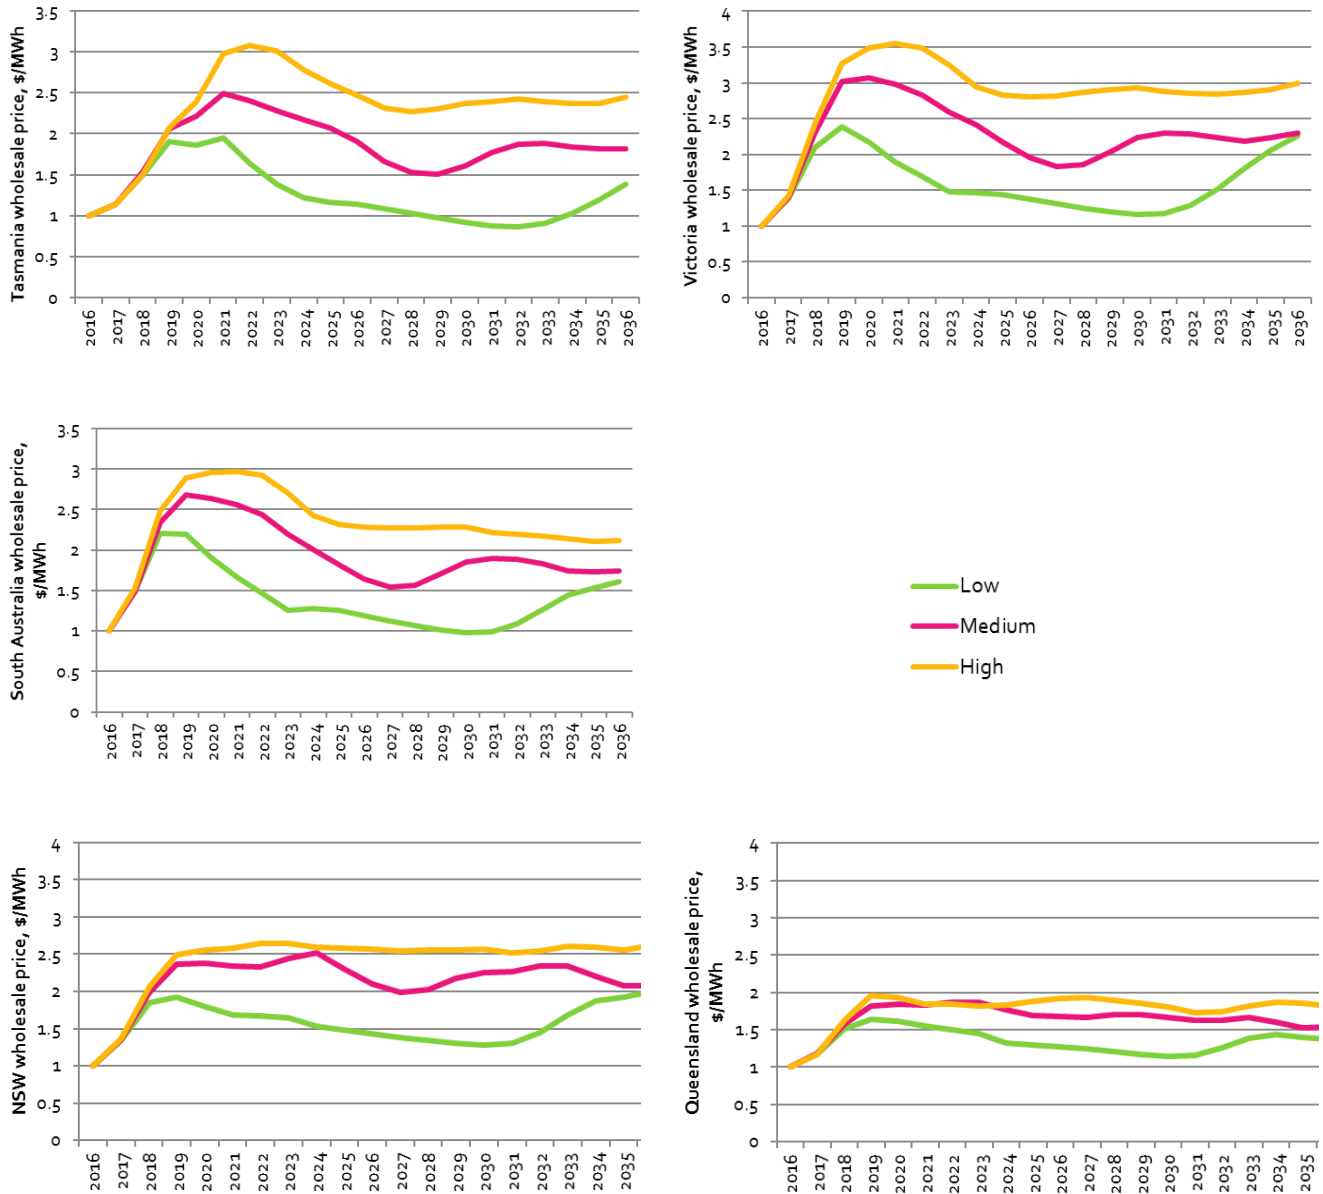 Tasmania wholesale price, $/MWh
3.5
3
2.5
2
1.5
1
0.5
0
2016 2017 2018 2019 2020 2021 2022 2023 2024 2025 2026 2027 2028 2029 2030 2031 2032 2033 2034 2035 2036
Victoria wholesale price, $/MWh
4
3.5
3
2.5
2
1.5
1
0.5
0
2016 2017 2018 2019 2020 2021 2022 2023 2024 2025 2026 2027 2028 2029 2030 2031 2032 2033 2034 2035 2036
South Australia wholesale price,
$/MWh
3.5
3
2.5
2
1.5
1
0.5
0
2016 2017 2018 2019 2020 2021 2022 2023 2024 2025 2026 2027 2028 2029 2030 2031 2032 2033 2034 2035 2036
Low
Medium
High
NSW wholesale price, $/MWh
4
3.5
3
2.5
2
1.5
1
0.5
0
2016 2017 2018 2019 2020 2021 2022 2023 2024 2025 2026 2027 2028 2029 2030 2031 2032 2033 2034 2035
Queensland wholesale price,
$/MWh
4
3.5
3
2.5
2
1.5
1
0.5
0
2016 2017 2018 2019 2020 2021 2022 2023 2024 2025 2026 2027 2028 2029 2030 2031 2032 2033 2034 2035